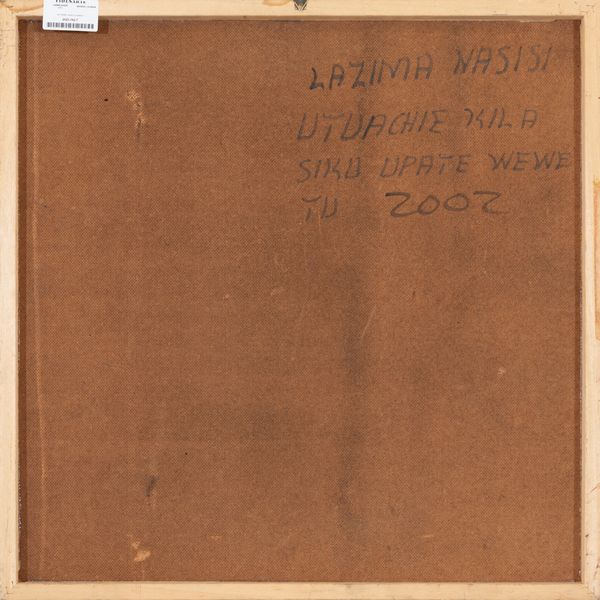 LAZIMA NASISI
UTUACHIE KILA
SIKU UPATE WEWE
TU 2002